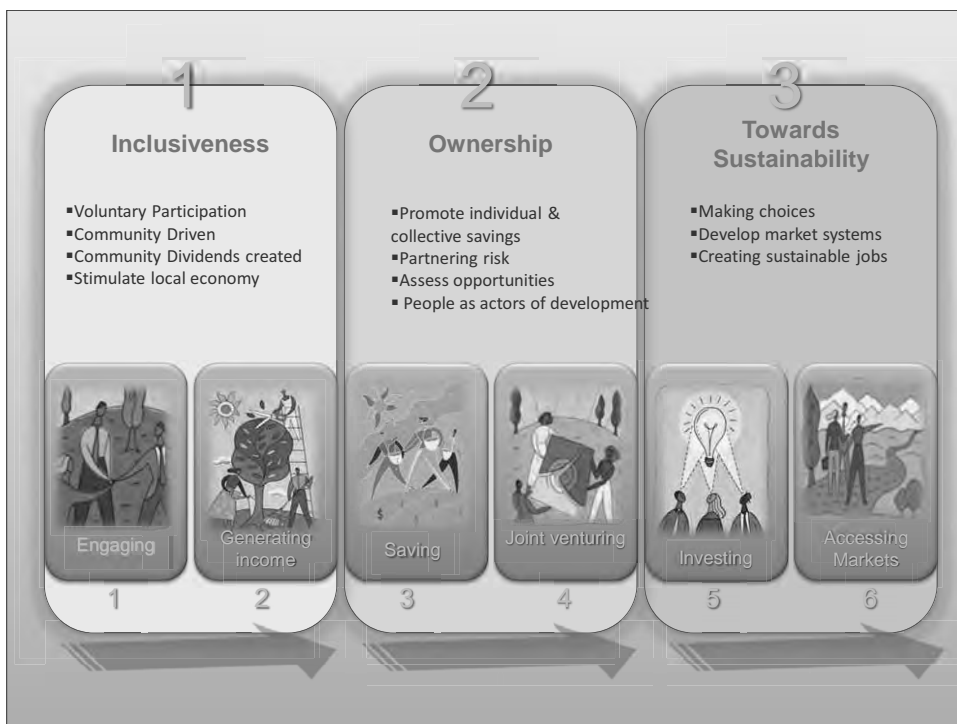 1
Inclusiveness
▪Voluntary Participation
▪Community Driven
▪Community Dividends created
▪Stimulate local economy
Engaging
Generating
income
1
2
2
Ownership
▪Promote individual &
collective savings
▪Partnering risk
▪Assess opportunities
▪ People as actors of development
Saving
Joint venturing
3
4
3
Towards
Sustainability
▪Making choices
▪Develop market systems
▪Creating sustainable jobs
Investing
Accessing
Markets
5
6